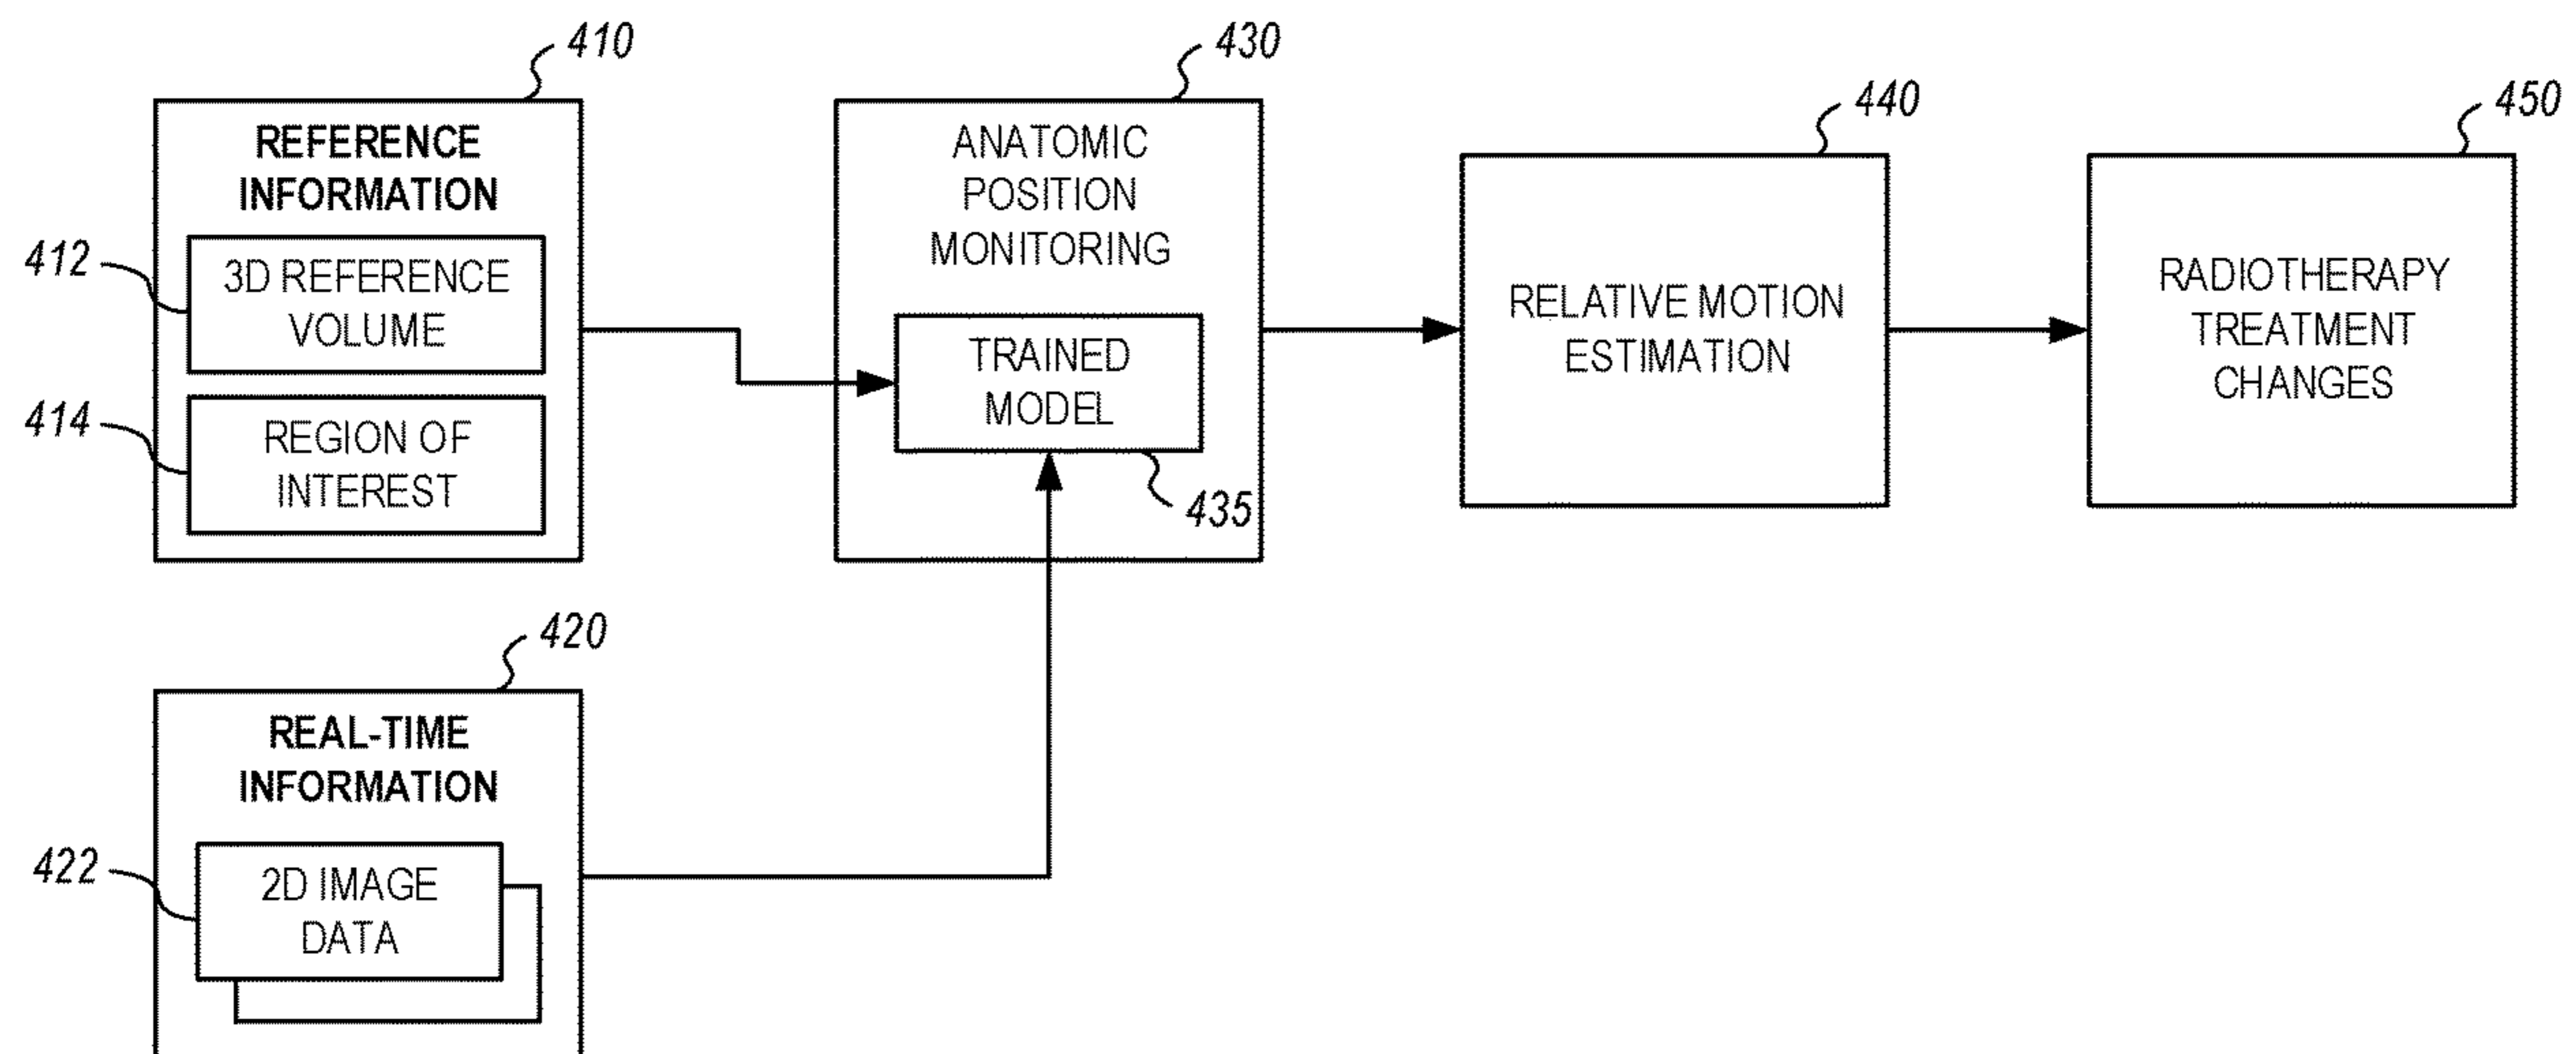 410
REFERENCE
INFORMATION
412
3D REFERENCE
VOLUME
414
REGION OF
INTEREST
430
ANATOMIC
POSITION
MONITORING
TRAINED
MODEL
435
440
RELATIVE MOTION
ESTIMATION
450
RADIOTHERAPY
TREATMENT
CHANGES
420
REAL-TIME
INFORMATION
422
2D IMAGE
DATA